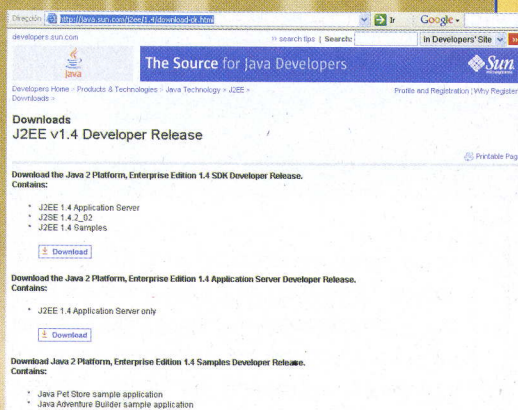 Dirección http://java.sun.com/j2ee/1.4/download-dr.html Ir Google
developers.sun.com » search tips | Search: in Developers' Site
Java The Source for Java Developers Sun
Developers Home > Products & Technologies > Java Technology > J2EE > Profile and Registration | Why Register
Downloads >
Downloads
J2EE v1.4 Developer Release
Printable Pag
Download the Java 2 Platform, Enterprise Edition 1.4 SDK Developer Release.
Contains:
* J2EE 1.4 Application Server
* J2SE 1.4.2_02
* J2EE 1.4 Samples
Download
Download the Java 2 Platform, Enterprise Edition 1.4 Application Server Developer Release.
Contains:
* J2EE 1.4 Application Server only
Download
Download Java 2 Platform, Enterprise Edition 1.4 Samples Developer Release.
Contains:
* Java Pet Store sample application
* Java Adventure Builder sample application